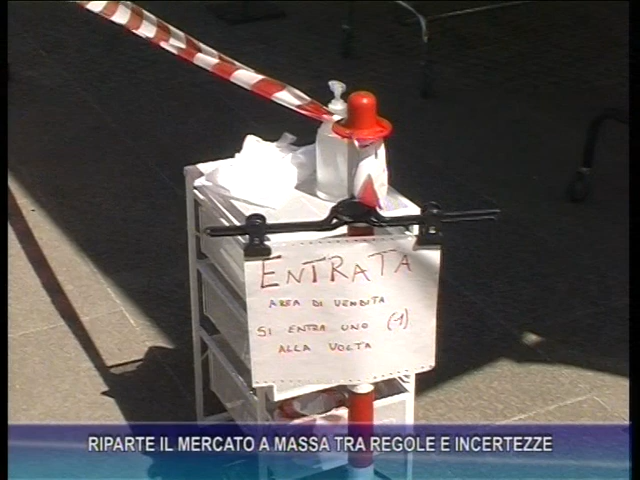 ENTRATA
AREA DI VENDITA
SI ENTRA UNO (1)
ALLA VOLTA
RIPARTE IL MERCATO A MASSA TRA REGOLE E INCERTEZZE